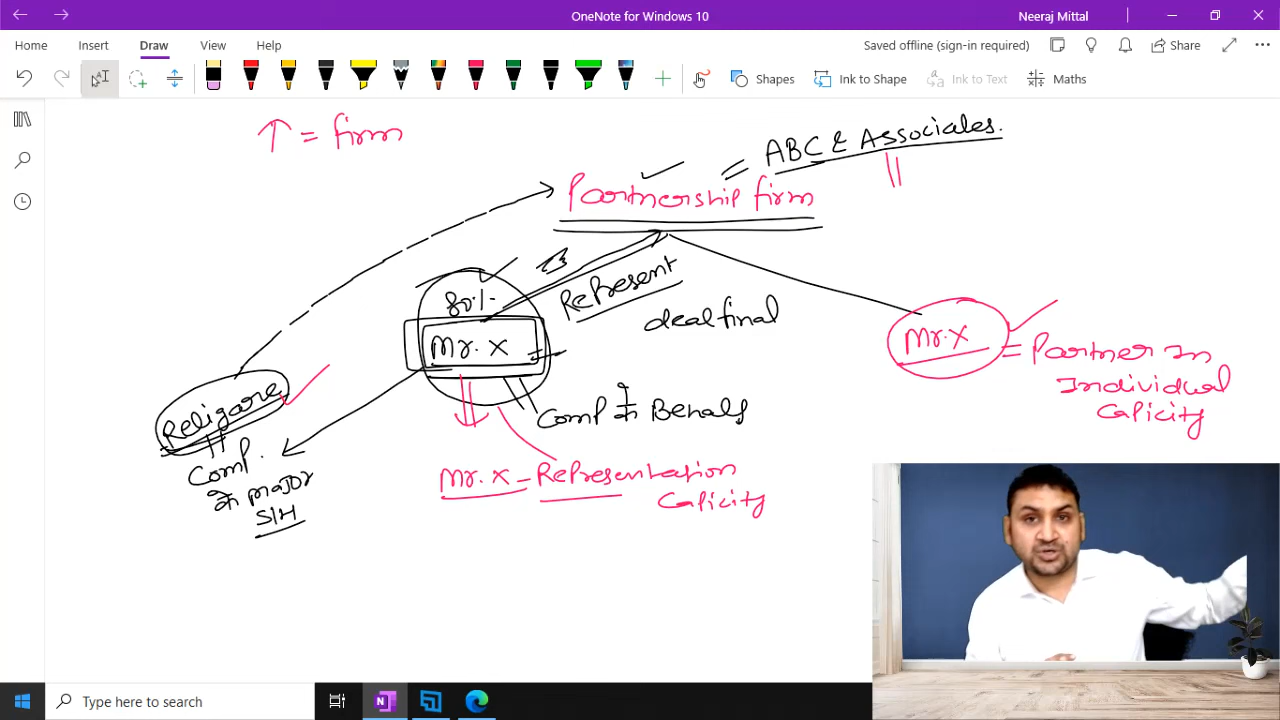 OneNote for Windows 10
Neeraj Mittal
Home
Insert
Draw
View
Help
Saved offline (sign-in required)
Share
Shapes
Ink to Shape
Ink to Text
Maths
↑ = firm
= ABC & Associates.
Partnership firm
80%
Mr. X
Represent
deal final
Mr. X
= Partner In
Individual
Calicity
Religare
Comp.
के major
S/H
Comp के Behalf
Mr. X - Representation
Calicity
Type here to search